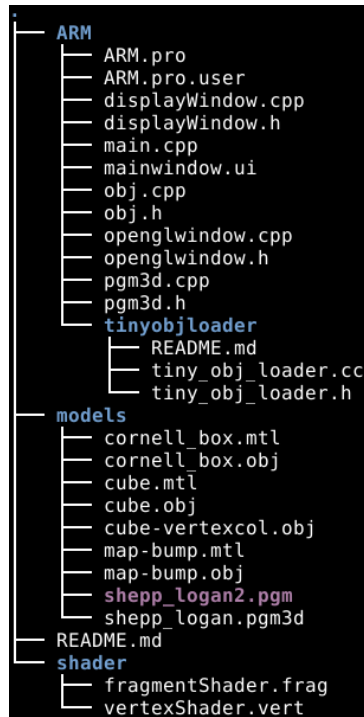 .
ARM
ARM.pro
ARM.pro.user
displayWindow.cpp
displayWindow.h
main.cpp
mainwindow.ui
obj.cpp
obj.h
openglwindow.cpp
openglwindow.h
pgm3d.cpp
pgm3d.h
tinyobjloader
README.md
tiny_obj_loader.cc
tiny_obj_loader.h
models
cornell_box.mtl
cornell_box.obj
cube.mtl
cube.obj
cube-vertexcol.obj
map-bump.mtl
map-bump.obj
shepp_logan2.pgm
shepp_logan.pgm3d
README.md
shader
fragmentShader.frag
vertexShader.vert